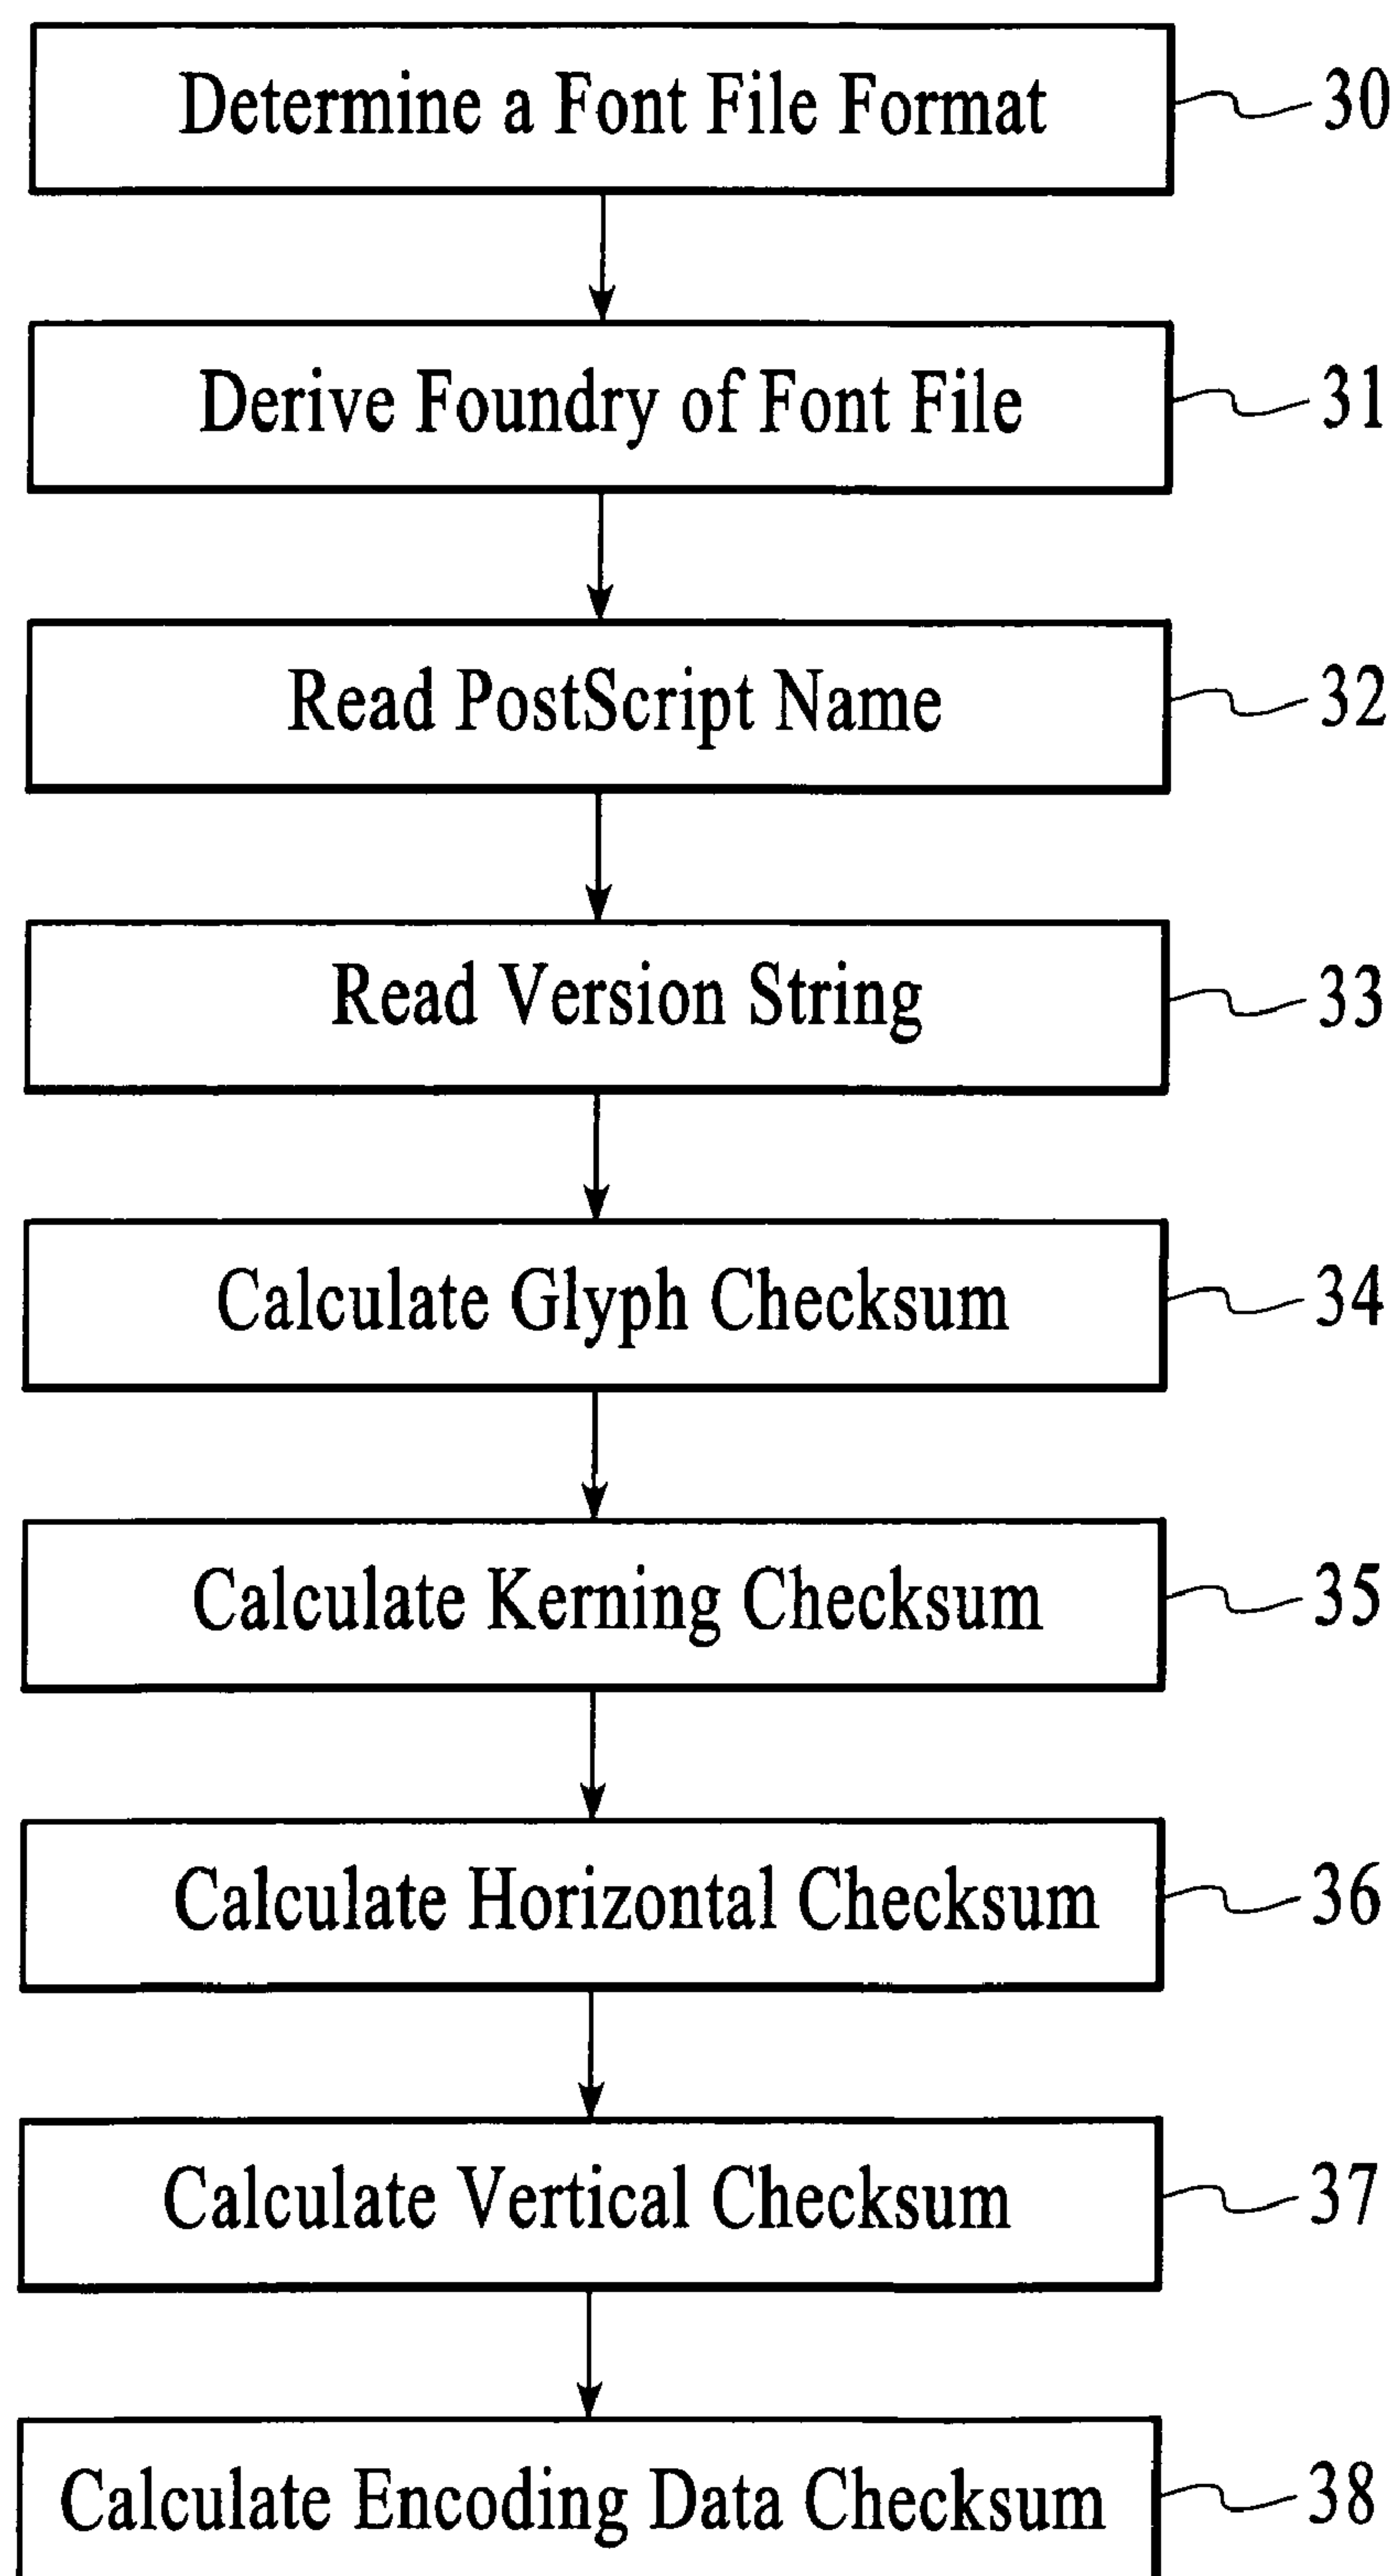 Determine a Font File Format 30
Derive Foundry of Font File 31
Read PostScript Name 32
Read Version String 33
Calculate Glyph Checksum 34
Calculate Kerning Checksum 35
Calculate Horizontal Checksum 36
Calculate Vertical Checksum 37
Calculate Encoding Data Checksum 38